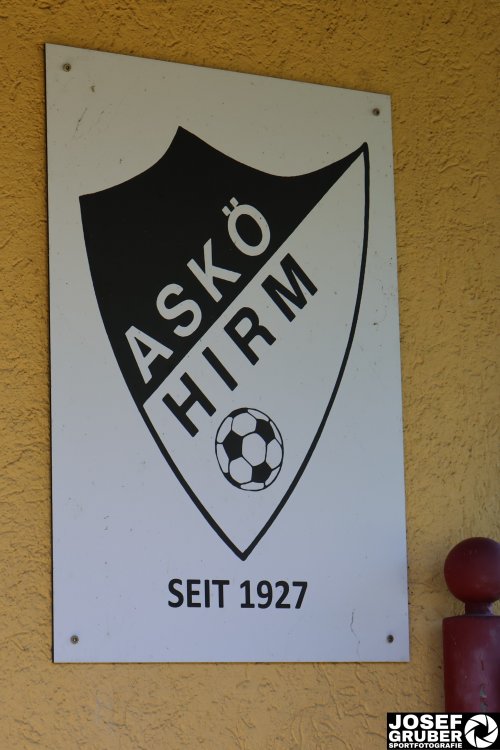 ASKÖ
HIRM
SEIT 1927
JOSEF
GRUBER
SPORTFOTOGRAFIE